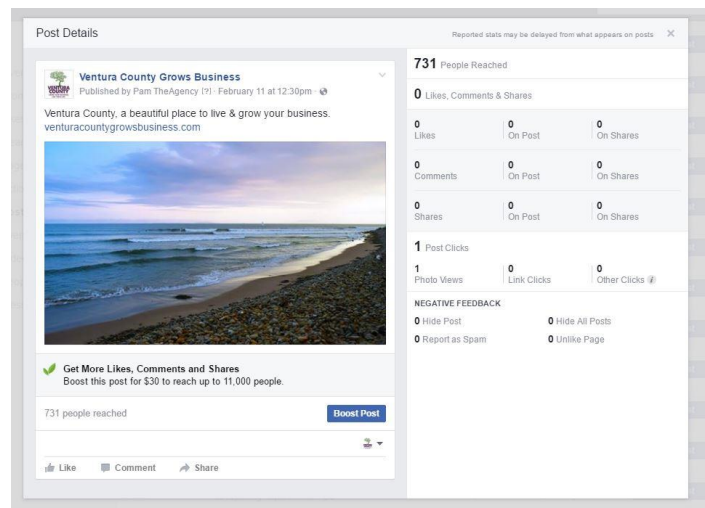 Post Details
Reported stats may be delayed from what appears on posts
Ventura County Grows Business
Published by Pam TheAgency [?] · February 11 at 12:30pm ·
Ventura County, a beautiful place to live & grow your business.
venturacountygrowsbusiness.com
Get More Likes, Comments and Shares
Boost this post for $30 to reach up to 11,000 people.
731 people reached
Boost Post
Like Comment Share
731 People Reached
0 Likes, Comments & Shares
0 0 0
Likes On Post On Shares
0 0 0
Comments On Post On Shares
0 0 0
Shares On Post On Shares
1 Post Clicks
1 0 0
Photo Views Link Clicks Other Clicks i
NEGATIVE FEEDBACK
0 Hide Post 0 Hide All Posts
0 Report as Spam 0 Unlike Page